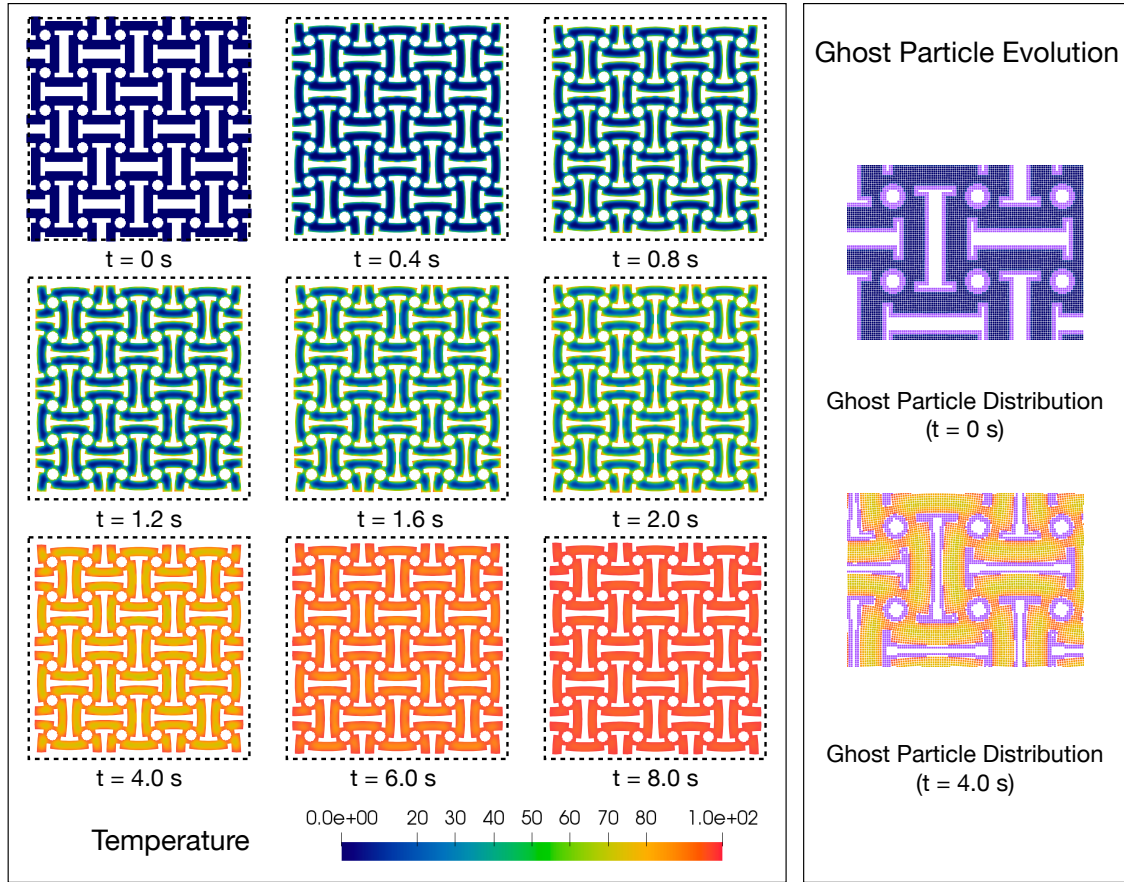 t = 0 s
t = 0.4 s
t = 0.8 s
t = 1.2 s
t = 1.6 s
t = 2.0 s
t = 4.0 s
t = 6.0 s
t = 8.0 s
Temperature
0.0e+00 20 30 40 50 60 70 80 1.0e+02
Ghost Particle Evolution
Ghost Particle Distribution
(t = 0 s)
Ghost Particle Distribution
(t = 4.0 s)